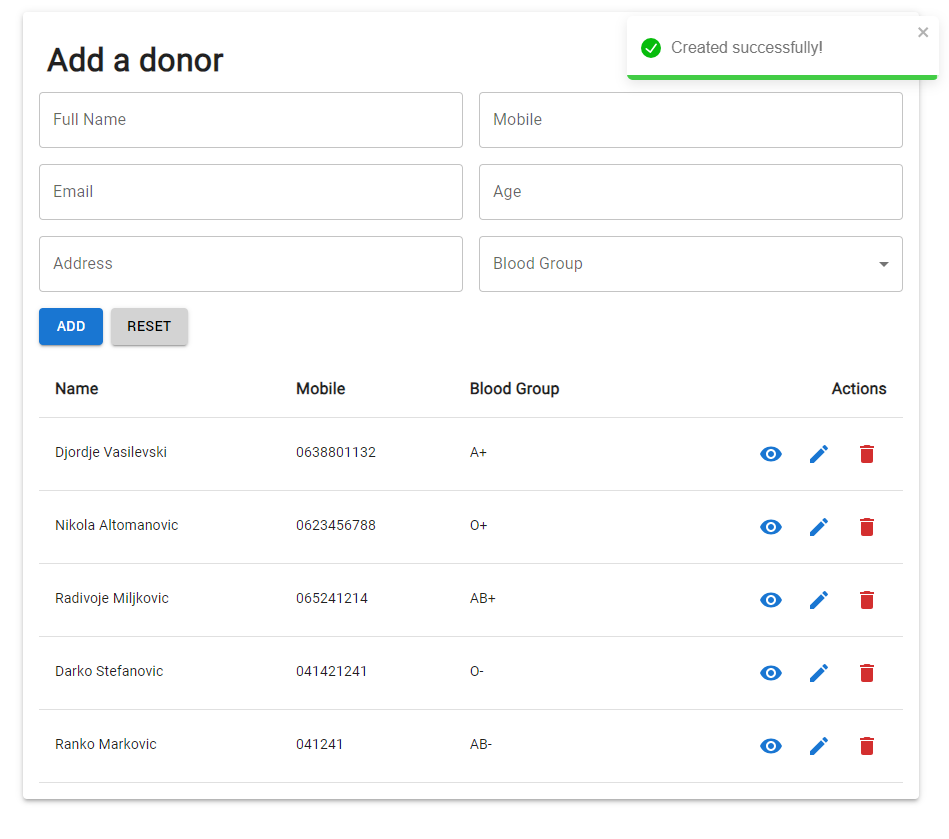 Add a donor
Created successfully!
Full Name
Mobile
Email
Age
Address
Blood Group
ADD
RESET
Name Mobile Blood Group Actions
Djordje Vasilevski 0638801132 A+
Nikola Altomanovic 0623456788 O+
Radivoje Miljkovic 065241214 AB+
Darko Stefanovic 041421241 O-
Ranko Markovic 041241 AB-